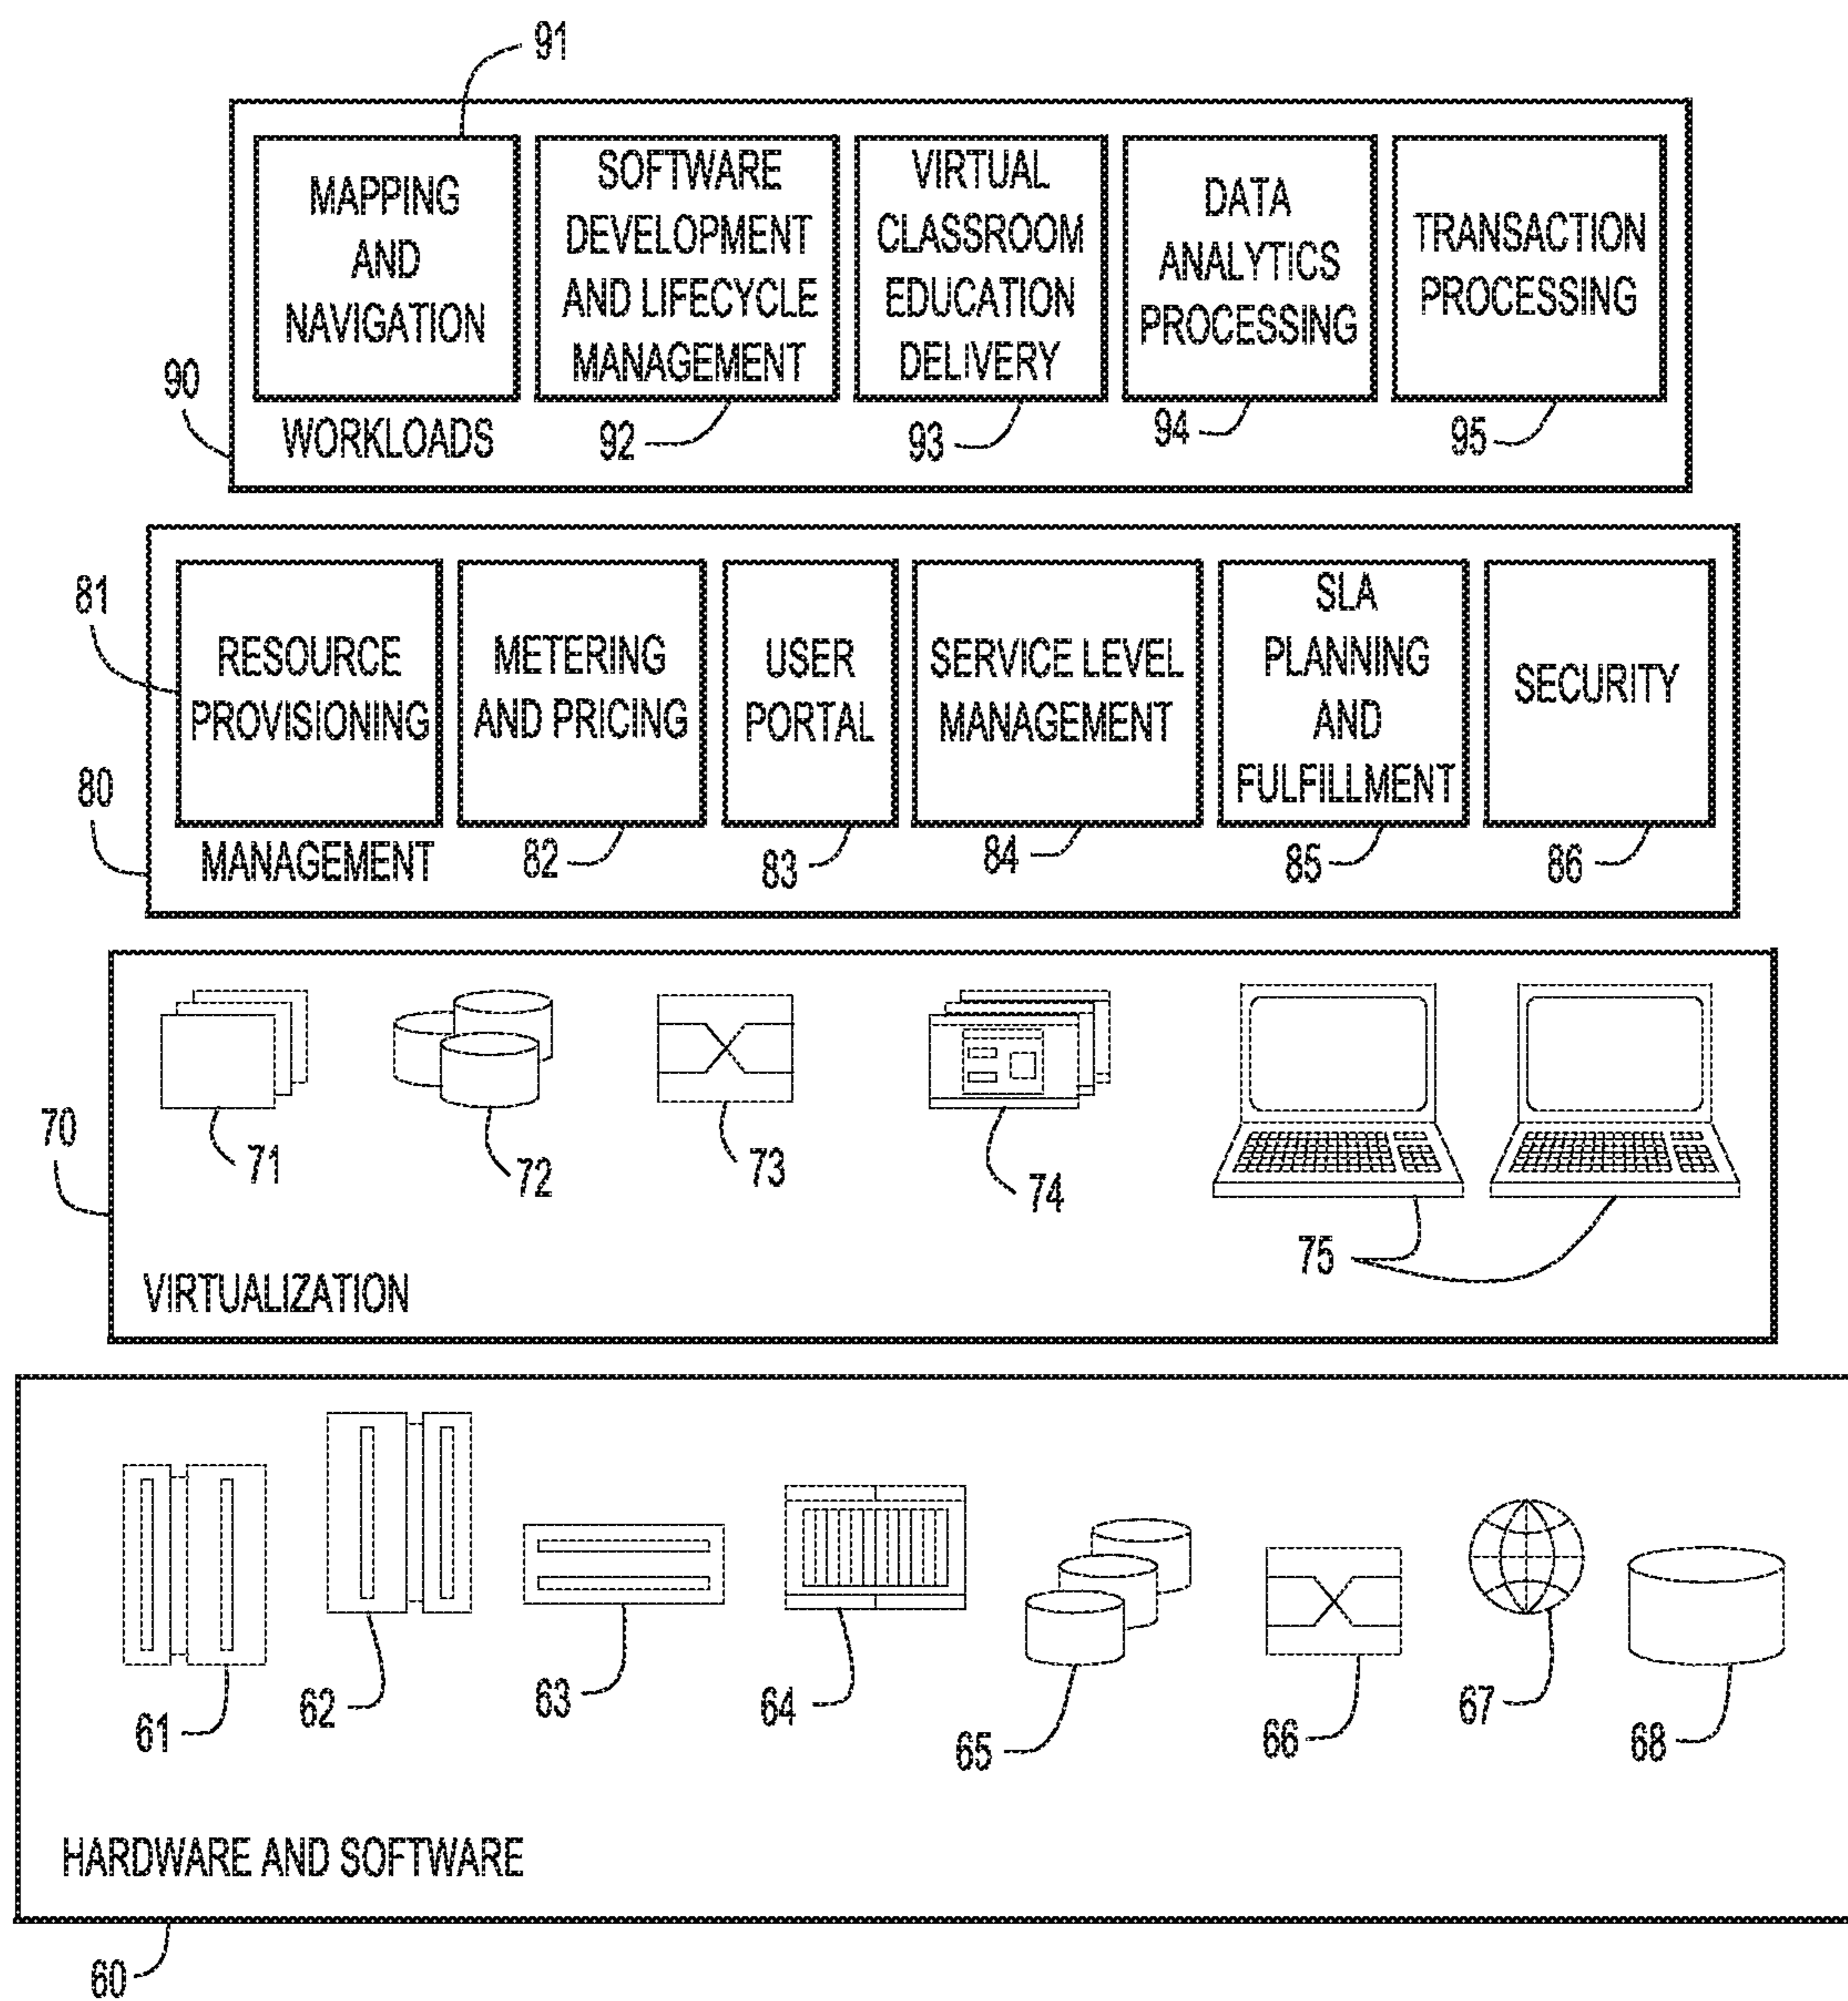 91
MAPPING
AND
NAVIGATION
SOFTWARE
DEVELOPMENT
AND LIFECYCLE
MANAGEMENT
VIRTUAL
CLASSROOM
EDUCATION
DELIVERY
DATA
ANALYTICS
PROCESSING
TRANSACTION
PROCESSING
90
WORKLOADS
92
93
94
95
81
RESOURCE
PROVISIONING
METERING
AND PRICING
USER
PORTAL
SERVICE LEVEL
MANAGEMENT
SLA
PLANNING
AND
FULFILLMENT
SECURITY
80
MANAGEMENT
82
83
84
85
86
70
71
72
73
74
75
VIRTUALIZATION
61
62
63
64
65
66
67
68
HARDWARE AND SOFTWARE
60